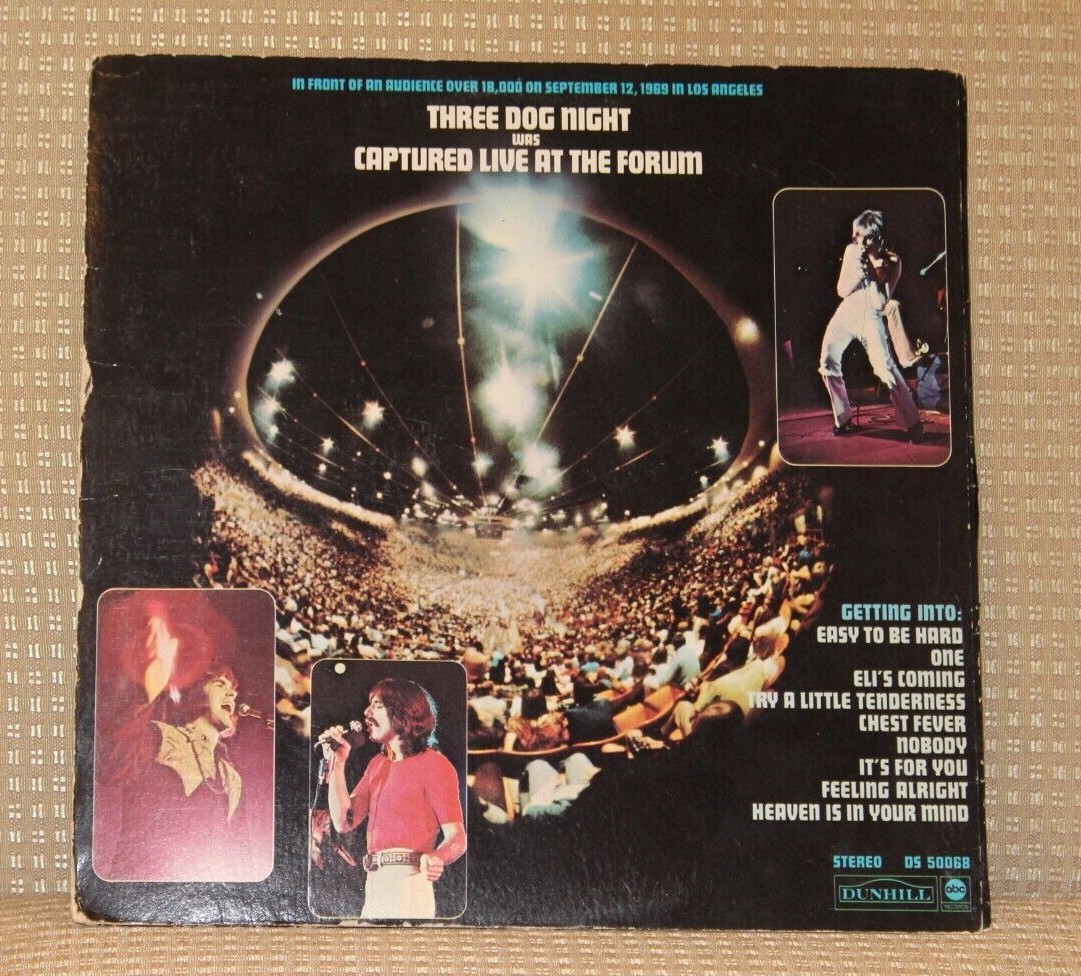 IN FRONT OF AN AUDIENCE OVER 18,000 ON SEPTEMBER 12, 1969 IN LOS ANGELES
THREE DOG NIGHT
WAS
CAPTURED LIVE AT THE FORUM
GETTING INTO:
EASY TO BE HARD
ONE
ELI'S COMING
TRY A LITTLE TENDERNESS
CHEST FEVER
NOBODY
IT'S FOR YOU
FEELING ALRIGHT
HEAVEN IS IN YOUR MIND
STEREO DS 50068
DUNHILL abc
RECORDS